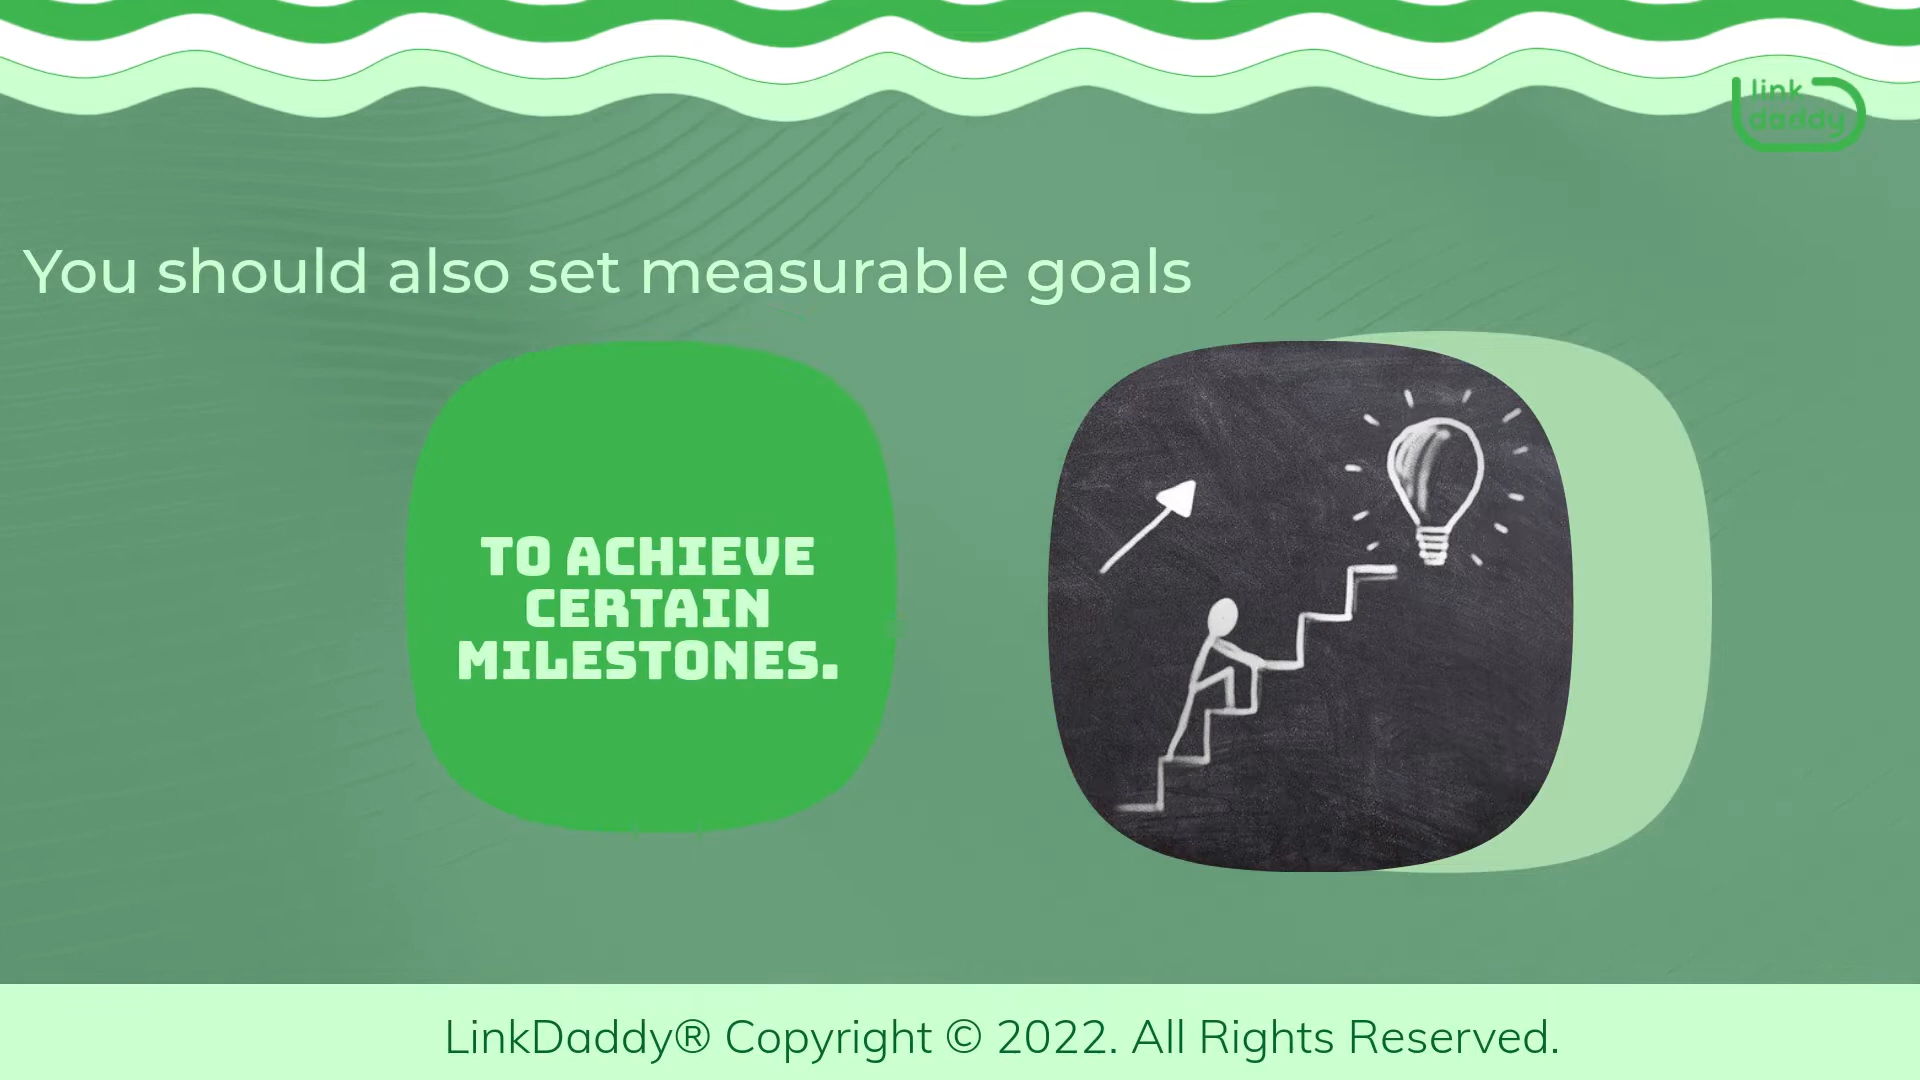 link
daddy
You should also set measurable goals
TO ACHIEVE
CERTAIN
MILESTONES.
LinkDaddy® Copyright © 2022. All Rights Reserved.